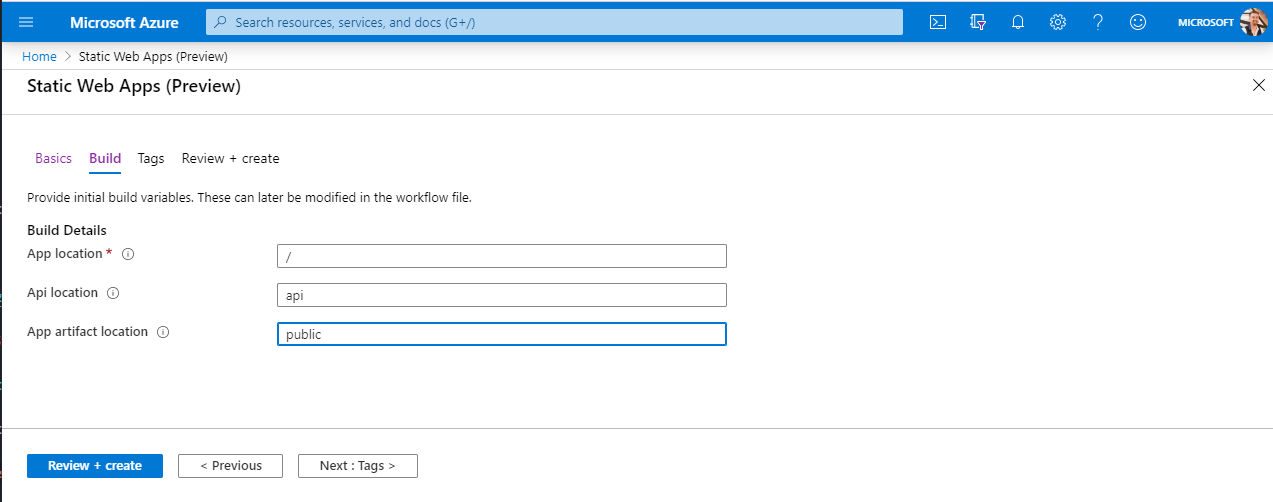 Microsoft Azure Search resources, services, and docs (G+/) MICROSOFT
Home > Static Web Apps (Preview)
Static Web Apps (Preview)
Basics Build Tags Review + create
Provide initial build variables. These can later be modified in the workflow file.
Build Details
App location * /
Api location api
App artifact location public
Review + create < Previous Next : Tags >